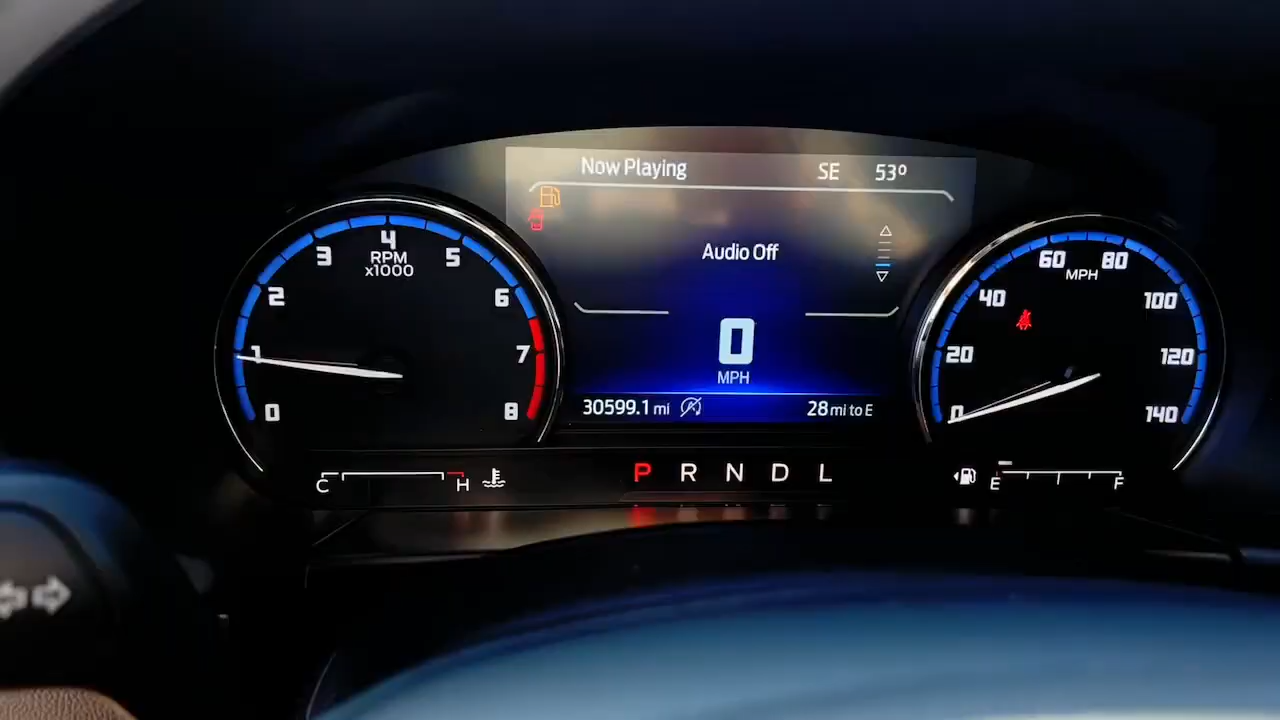 Now Playing SE 53°
Audio Off
0
MPH
30599.1 mi 28 mi to E
0 1 2 3 4 5 6 7 8
RPM
x1000
0 20 40 60 80 100 120 140
MPH
C H
P R N D L
E F